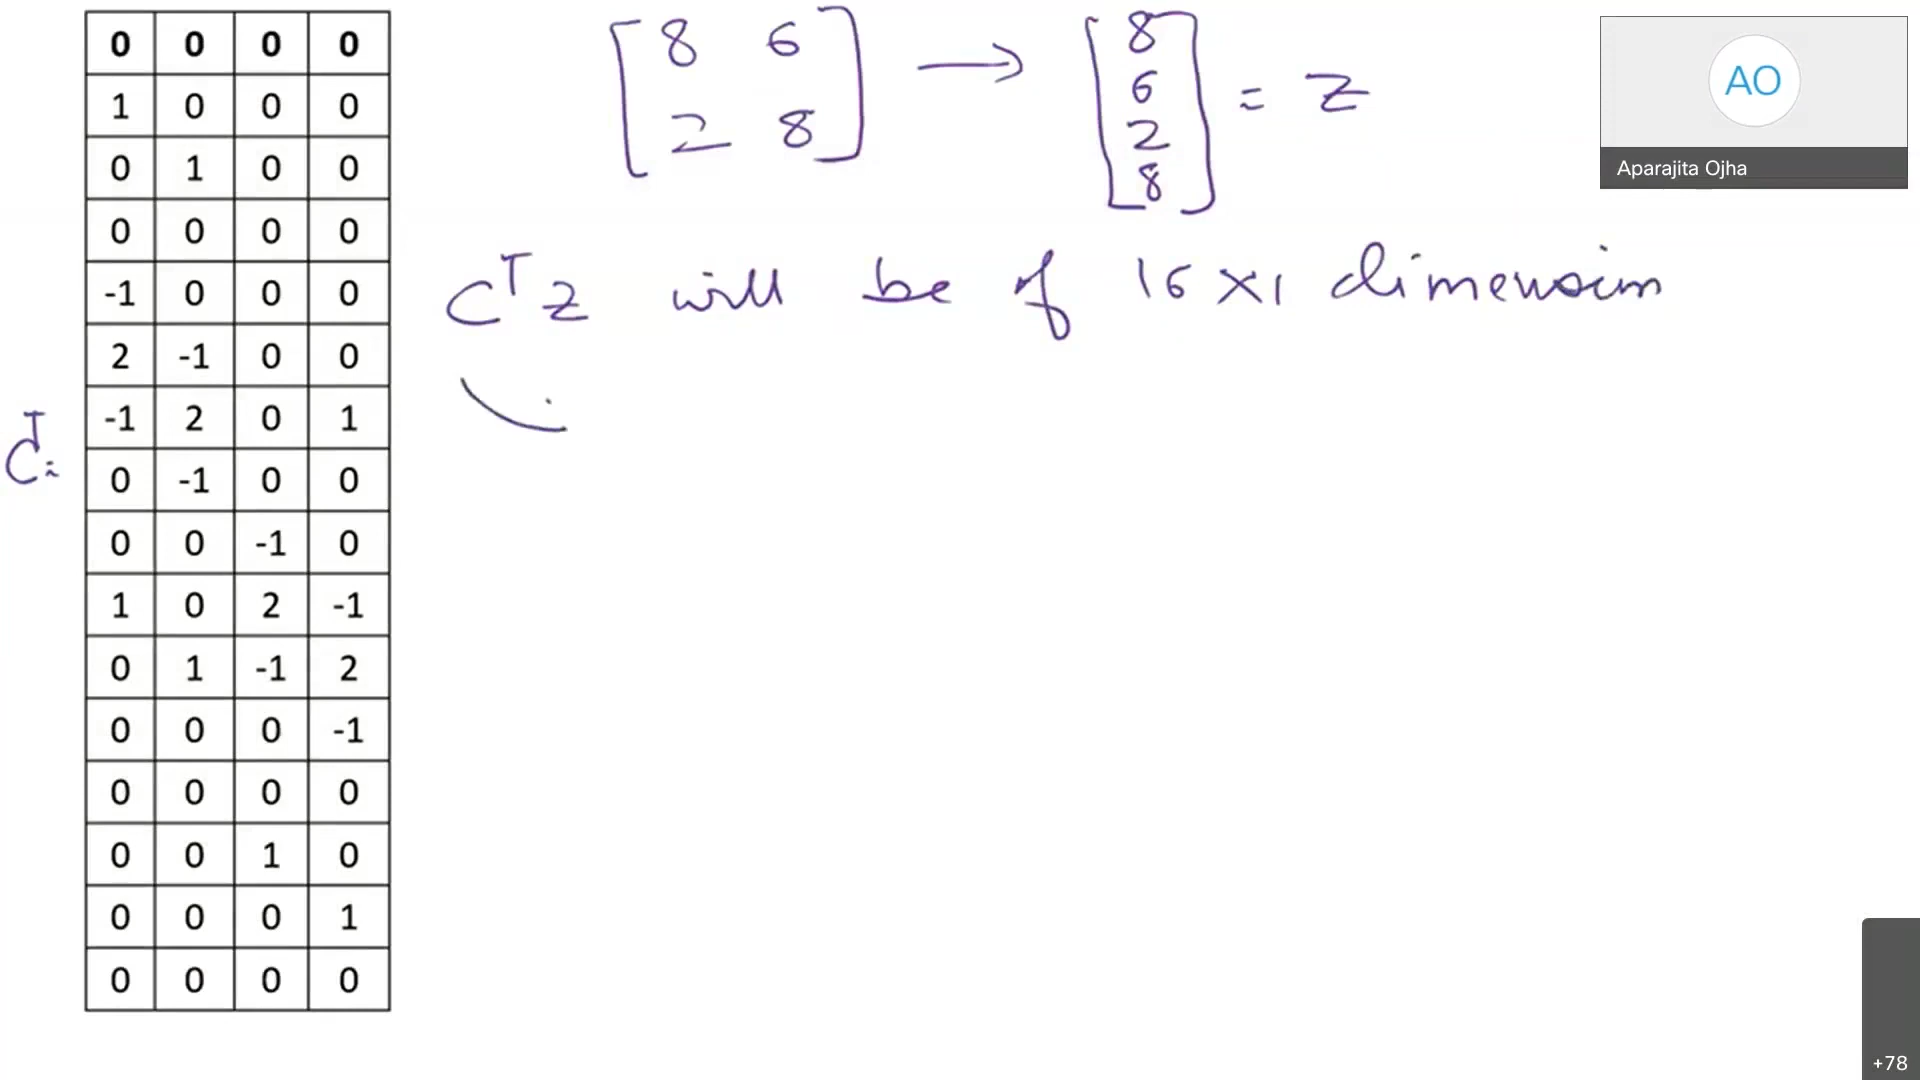 0 0 0 0
1 0 0 0
0 1 0 0
0 0 0 0
-1 0 0 0
2 -1 0 0
-1 2 0 1
0 -1 0 0
0 0 -1 0
1 0 2 -1
0 1 -1 2
0 0 0 -1
0 0 0 0
0 0 1 0
0 0 0 1
0 0 0 0
Cᵀ=
[8 6
2 8] → [8
6
2
8] = Z
Cᵀ Z will be of 16 × 1 dimension
AO
Aparajita Ojha
+78